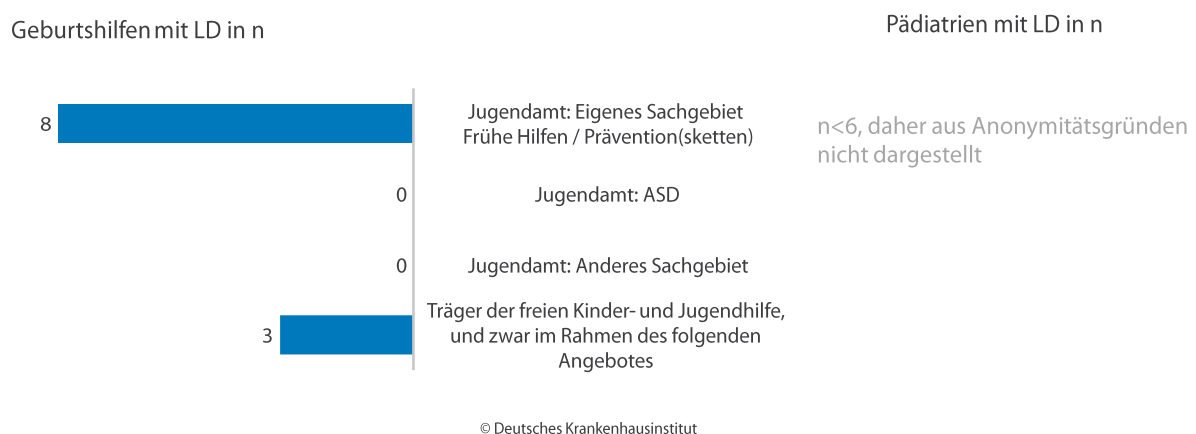 Geburtshilfen mit LD in n
Pädiatrien mit LD in n
8
Jugendamt: Eigenes Sachgebiet
Frühe Hilfen / Prävention(sketten)
n<6, daher aus Anonymitätsgründen
nicht dargestellt
0
Jugendamt: ASD
0
Jugendamt: Anderes Sachgebiet
3
Träger der freien Kinder- und Jugendhilfe,
und zwar im Rahmen des folgenden
Angebotes
© Deutsches Krankenhausinstitut